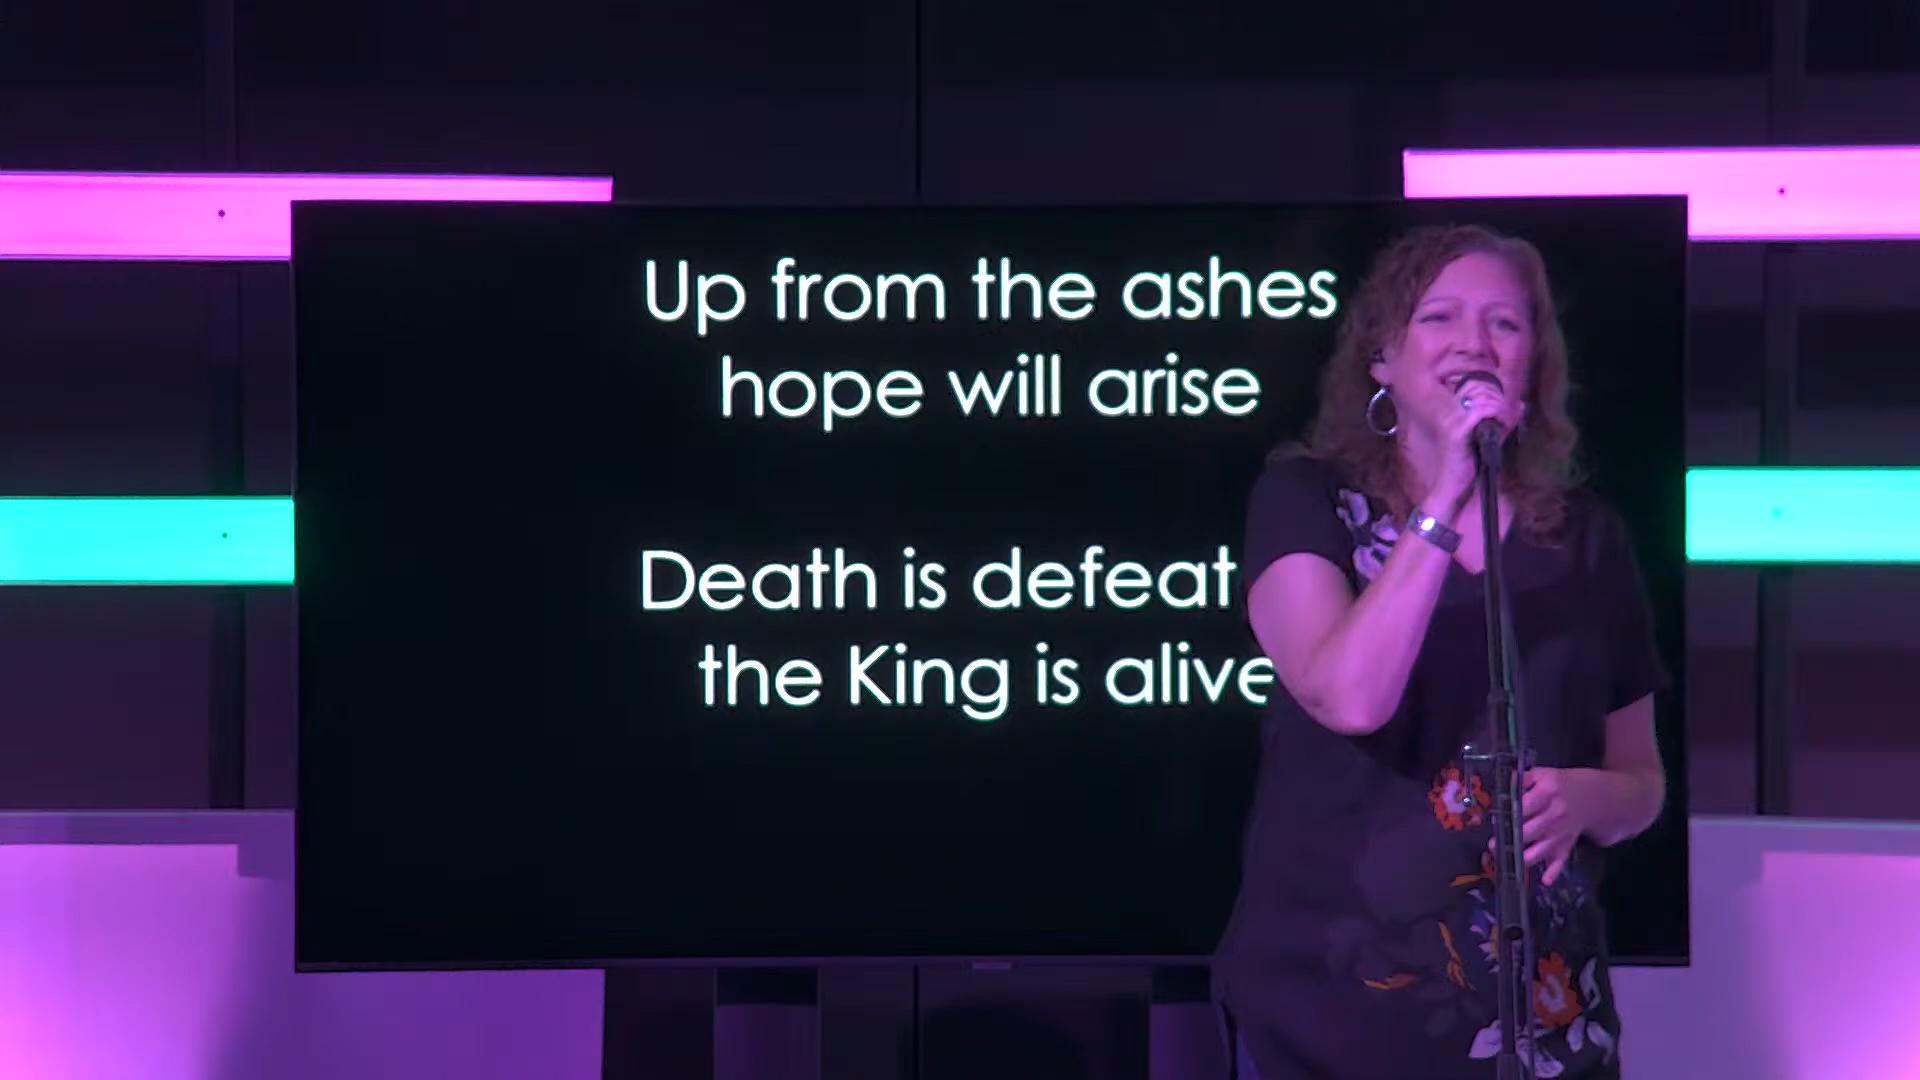 Up from the ashes
hope will arise
Death is defeat
the King is alive